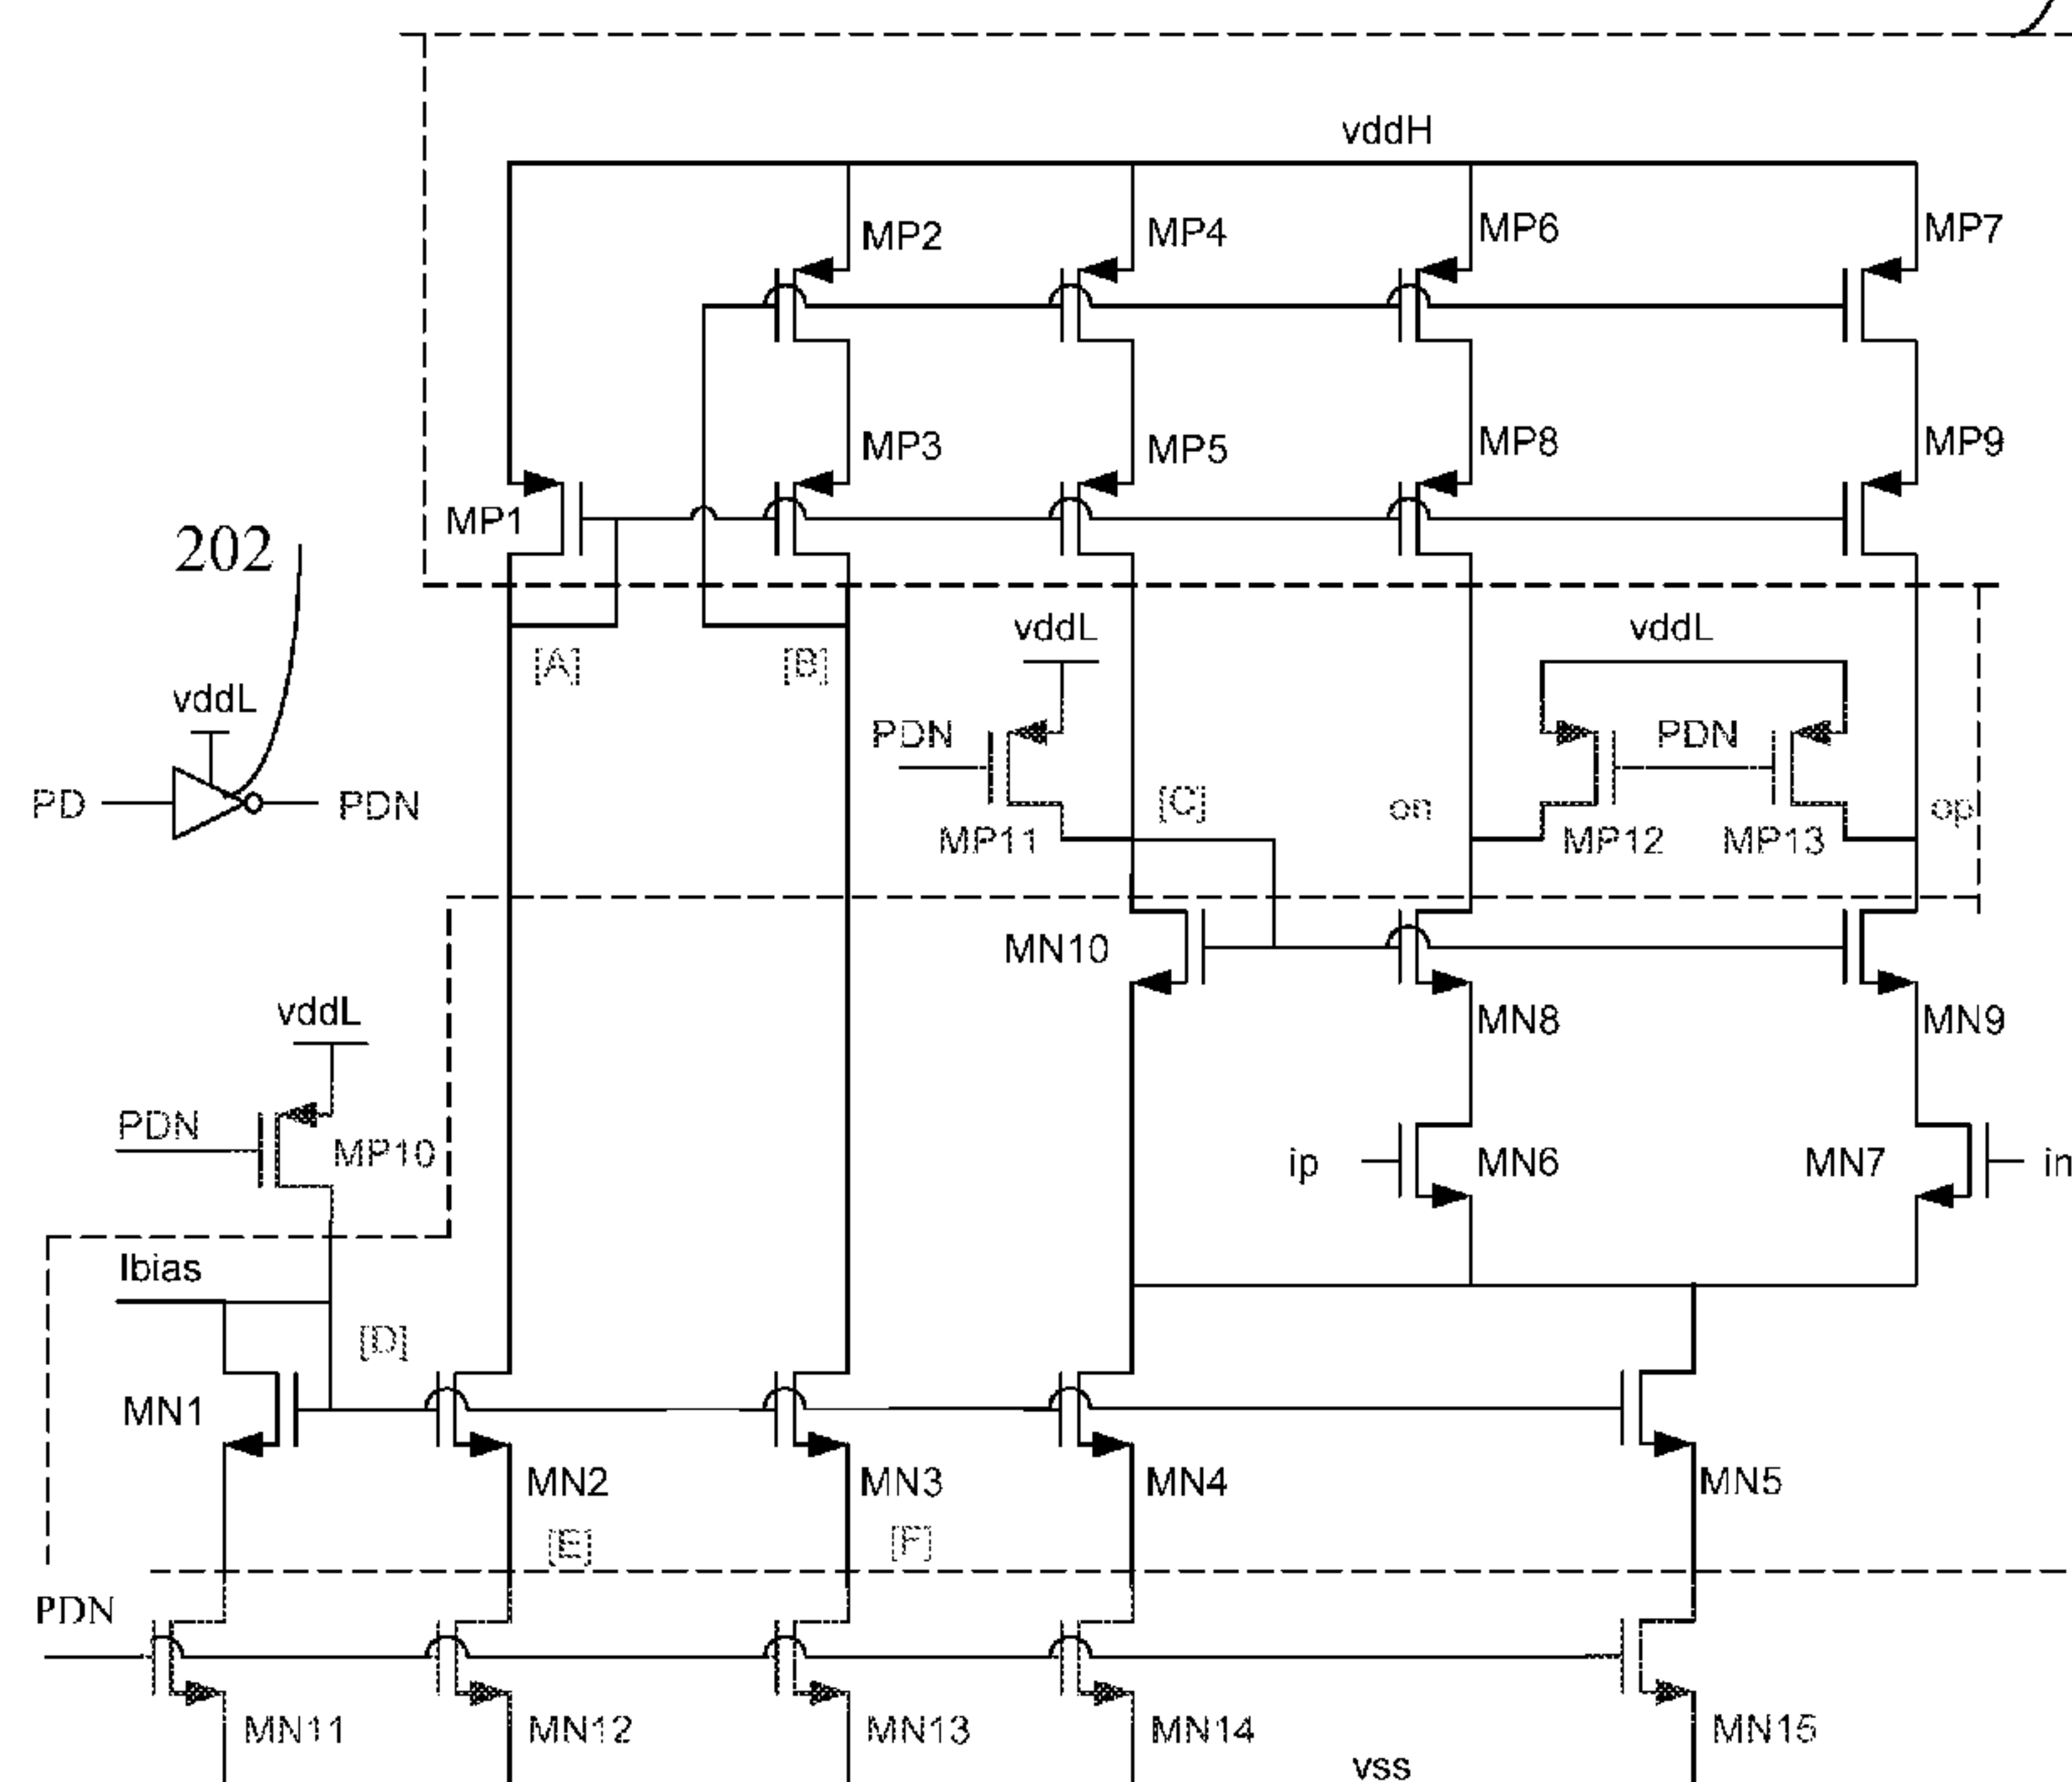 vddH
MP2
MP4
MP6
MP7
MP3
MP5
MP8
MP9
MP1
202
vddL
vddL
[A]
[B]
vddL
PDN
PDN
PD
PDN
[C]
on
op
MP11
MP12
MP13
MN10
vddL
MN8
MN9
PDN
MP10
ip
MN6
MN7
in
Ibias
[D]
MN1
MN2
MN3
MN4
MN5
[E]
[F]
PDN
MN11
MN12
MN13
MN14
MN15
vss